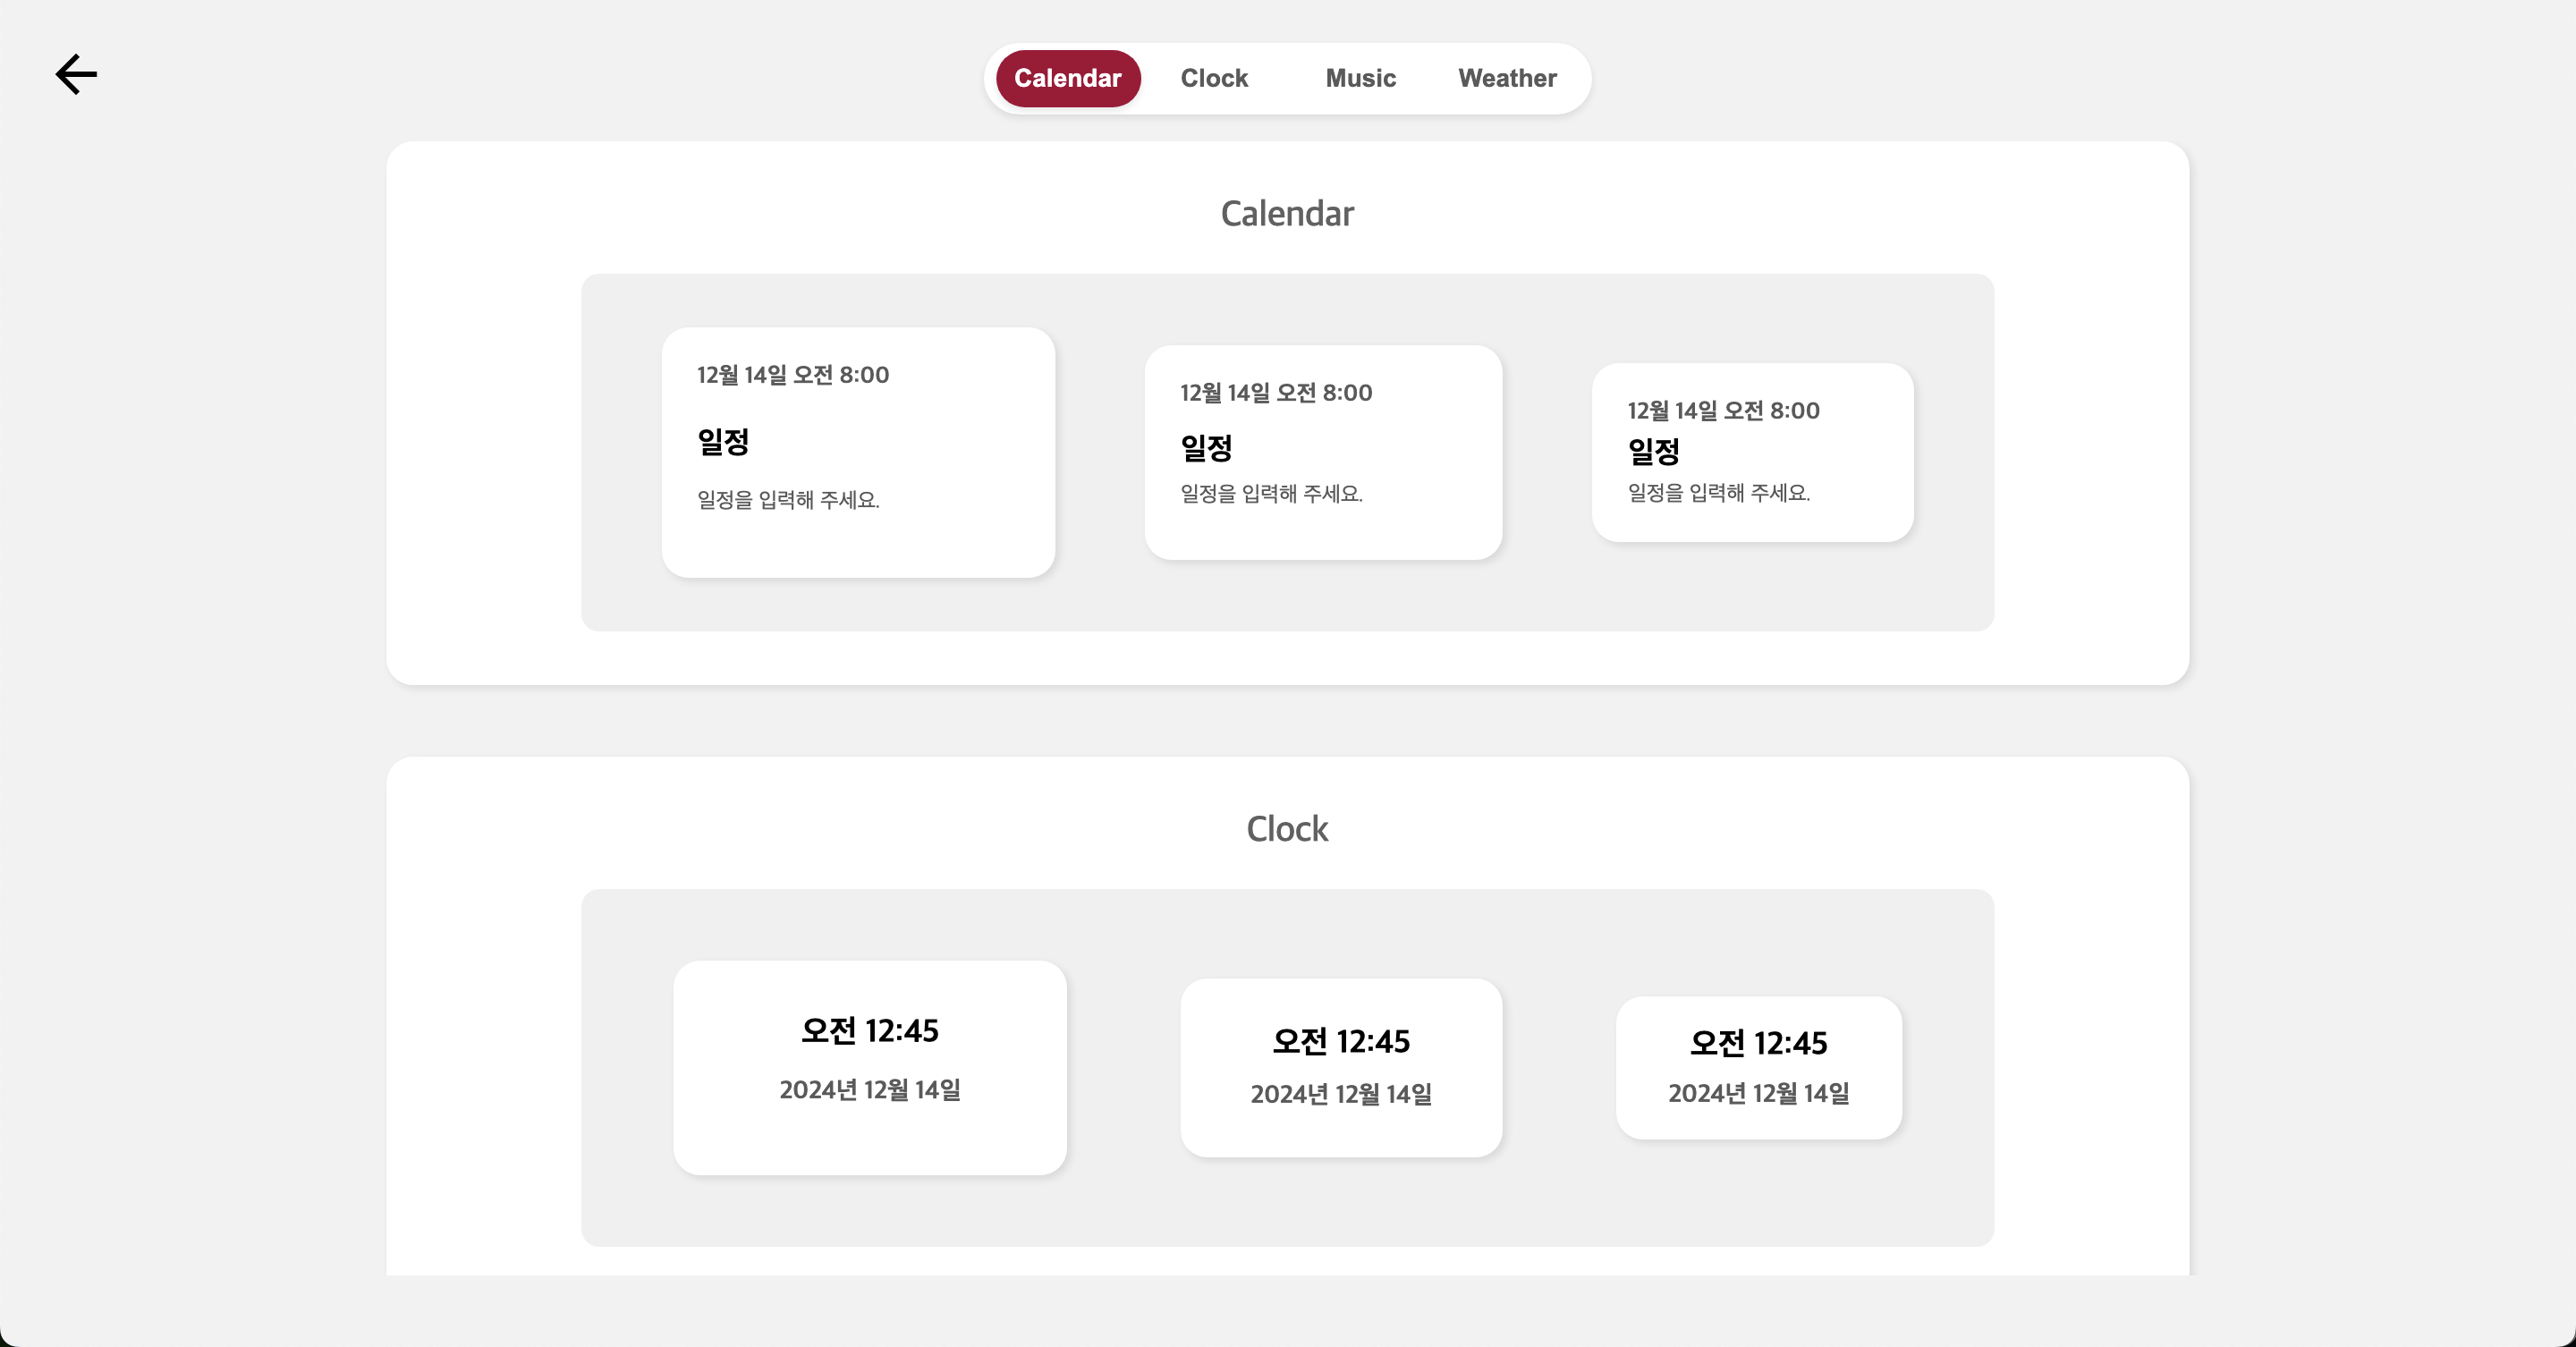 Calendar Clock Music Weather
Calendar
12월 14일 오전 8:00
일정
일정을 입력해 주세요.
12월 14일 오전 8:00
일정
일정을 입력해 주세요.
12월 14일 오전 8:00
일정
일정을 입력해 주세요.
Clock
오전 12:45
2024년 12월 14일
오전 12:45
2024년 12월 14일
오전 12:45
2024년 12월 14일